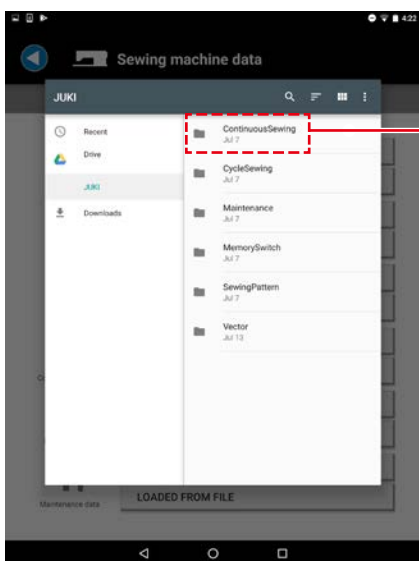 4:22
Sewing machine data
JUKI
Recent
Drive
JUKI
Downloads
ContinuousSewing
Jul 7
CycleSewing
Jul 7
Maintenance
Jul 7
MemorySwitch
Jul 7
SewingPattern
Jul 7
Vector
Jul 13
Maintenance data
LOADED FROM FILE